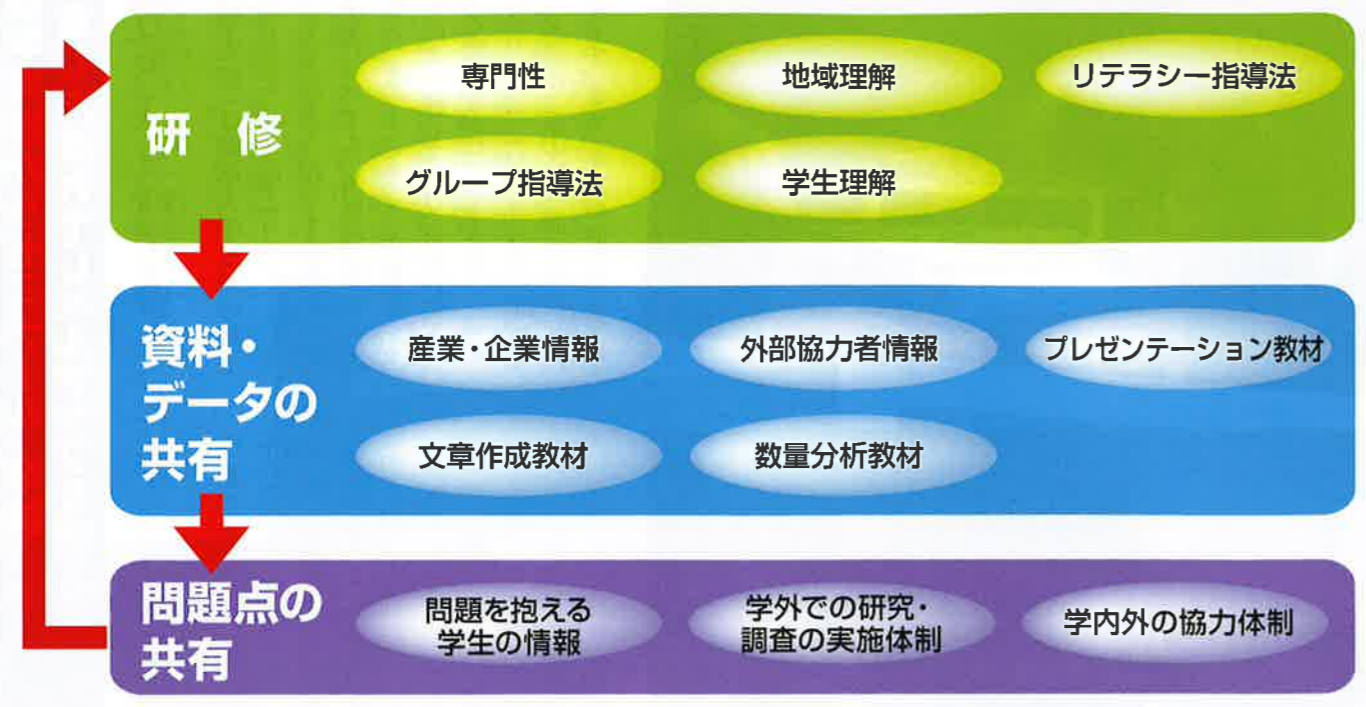 研　修
専門性
地域理解
リテラシー指導法
グループ指導法
学生理解
資料・
データの
共有
産業・企業情報
外部協力者情報
プレゼンテーション教材
文章作成教材
数量分析教材
問題点の
共有
問題を抱える
学生の情報
学外での研究・
調査の実施体制
学内外の協力体制